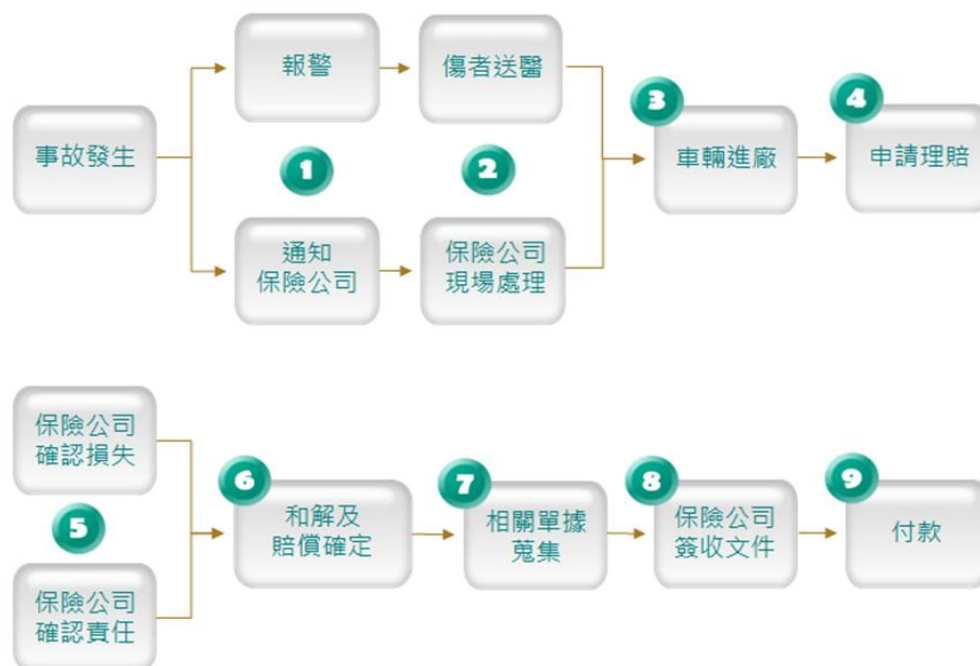 事故發生
報警
傷者送醫
1
2
通知
保險公司
保險公司
現場處理
3
車輛進廠
4
申請理賠
保險公司
確認損失
5
保險公司
確認責任
6
和解及
賠償確定
7
相關單據
蒐集
8
保險公司
簽收文件
9
付款